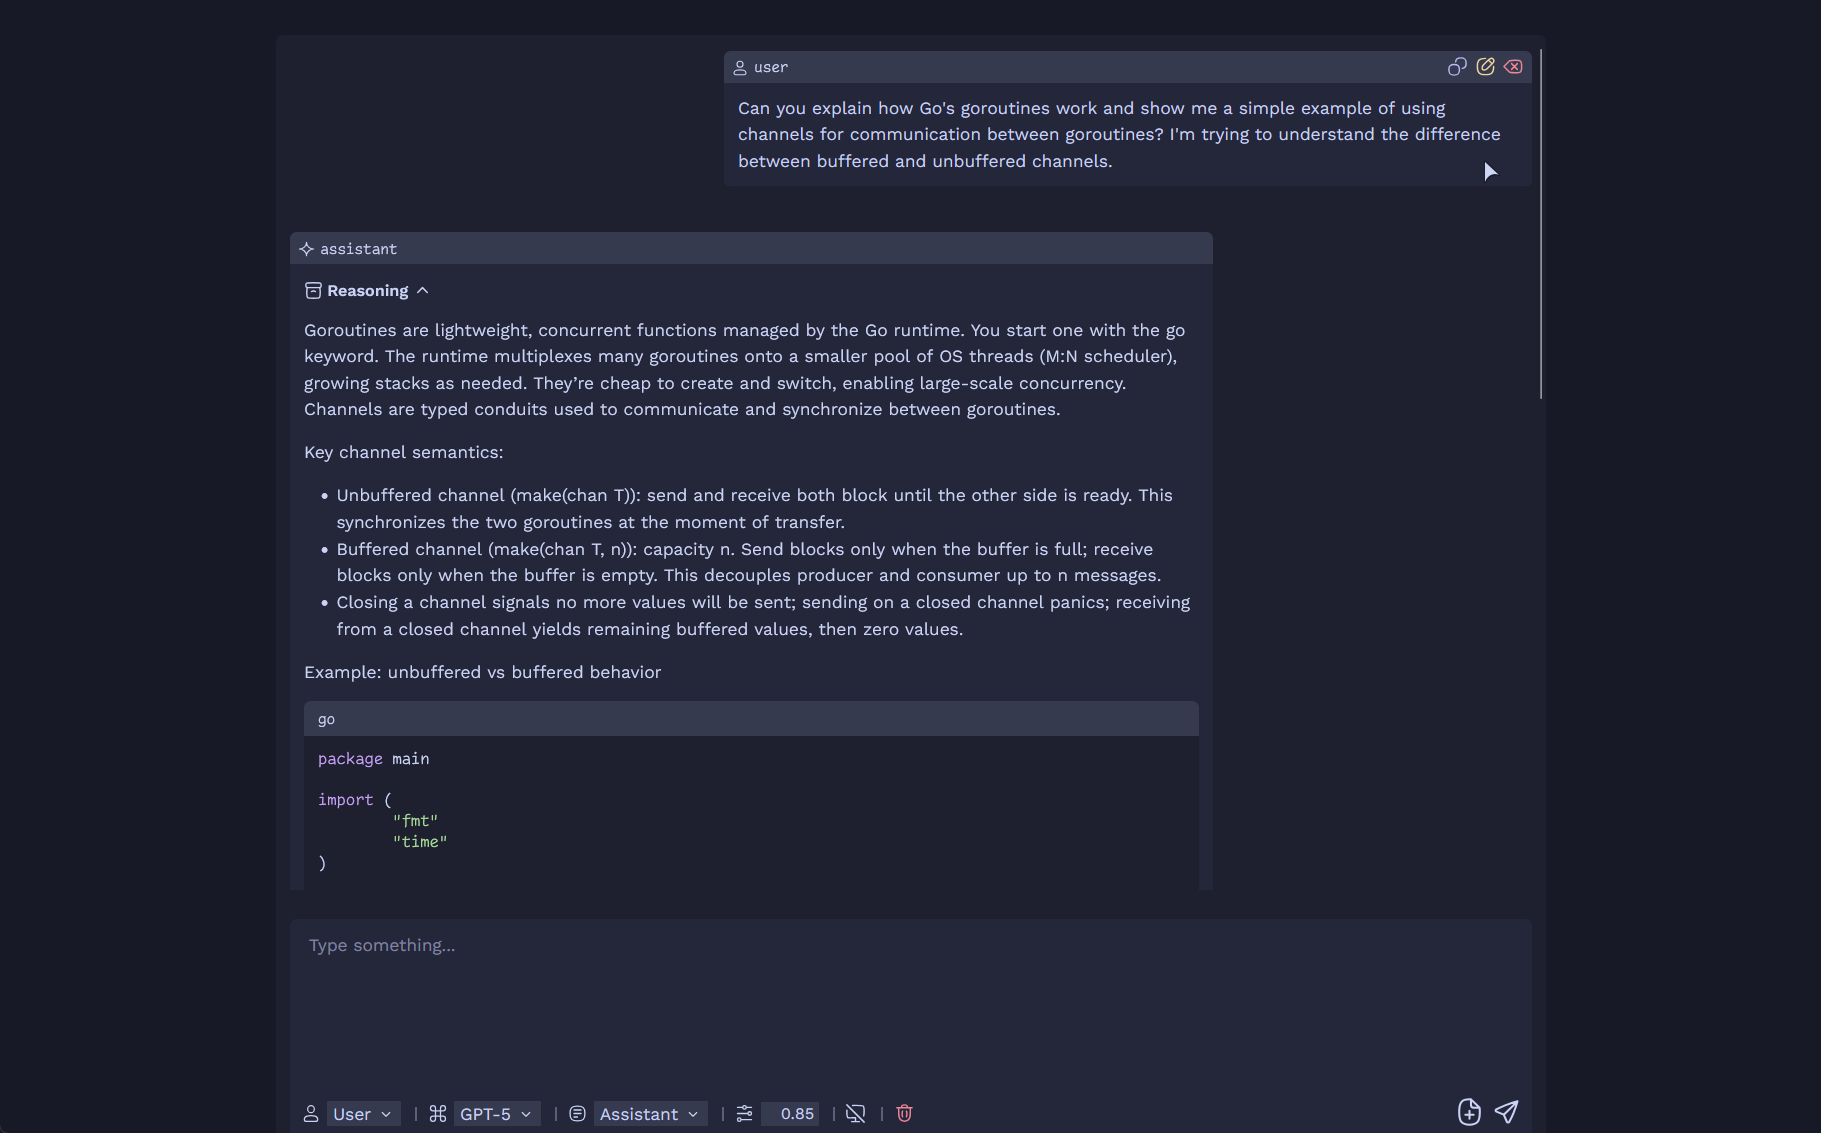 user
Can you explain how Go's goroutines work and show me a simple example of using
channels for communication between goroutines? I'm trying to understand the difference
between buffered and unbuffered channels.
assistant
Reasoning
Goroutines are lightweight, concurrent functions managed by the Go runtime. You start one with the go
keyword. The runtime multiplexes many goroutines onto a smaller pool of OS threads (M:N scheduler),
growing stacks as needed. They’re cheap to create and switch, enabling large-scale concurrency.
Channels are typed conduits used to communicate and synchronize between goroutines.
Key channel semantics:
• Unbuffered channel (make(chan T)): send and receive both block until the other side is ready. This
synchronizes the two goroutines at the moment of transfer.
• Buffered channel (make(chan T, n)): capacity n. Send blocks only when the buffer is full; receive
blocks only when the buffer is empty. This decouples producer and consumer up to n messages.
• Closing a channel signals no more values will be sent; sending on a closed channel panics; receiving
from a closed channel yields remaining buffered values, then zero values.
Example: unbuffered vs buffered behavior
go
package main
import (
"fmt"
"time"
)
Type something...
User | GPT-5 | Assistant | 0.85 | |